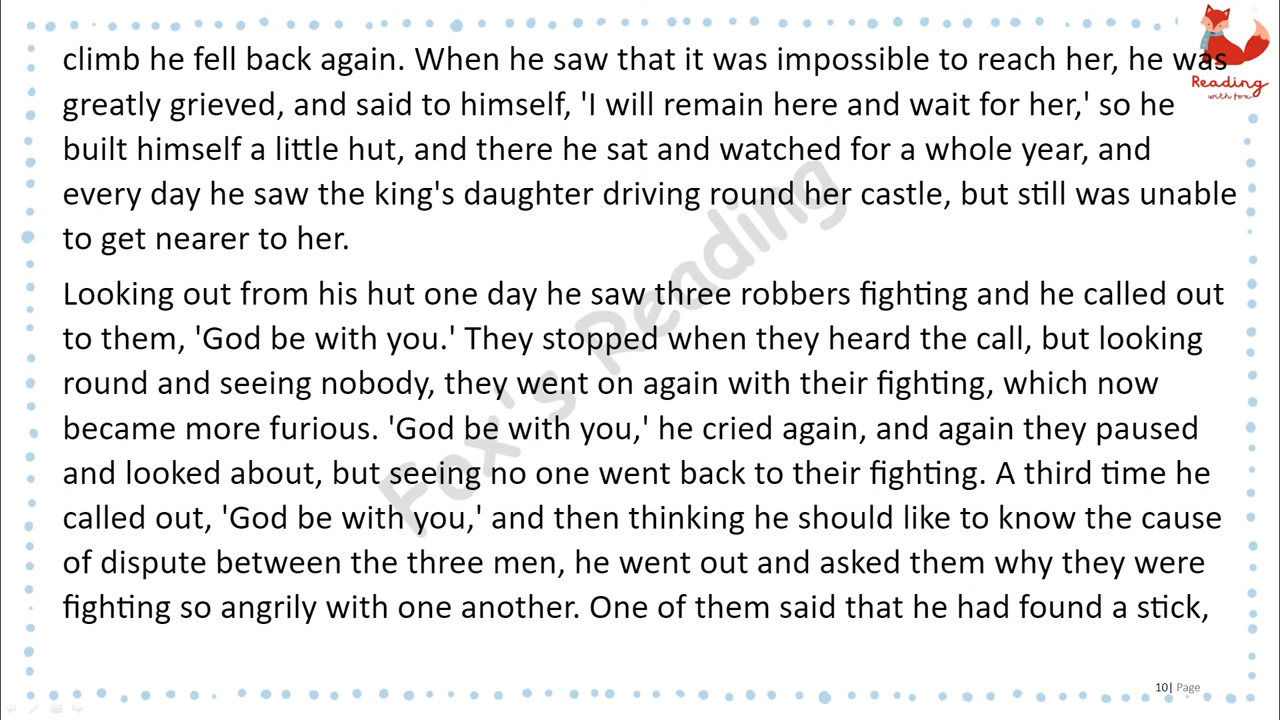 climb he fell back again. When he saw that it was impossible to reach her, he was
greatly grieved, and said to himself, 'I will remain here and wait for her,' so he
built himself a little hut, and there he sat and watched for a whole year, and
every day he saw the king's daughter driving round her castle, but still was unable
to get nearer to her.
Looking out from his hut one day he saw three robbers fighting and he called out
to them, 'God be with you.' They stopped when they heard the call, but looking
round and seeing nobody, they went on again with their fighting, which now
became more furious. 'God be with you,' he cried again, and again they paused
and looked about, but seeing no one went back to their fighting. A third time he
called out, 'God be with you,' and then thinking he should like to know the cause
of dispute between the three men, he went out and asked them why they were
fighting so angrily with one another. One of them said that he had found a stick,
Reading
with fox
Fox's Reading
10| Page